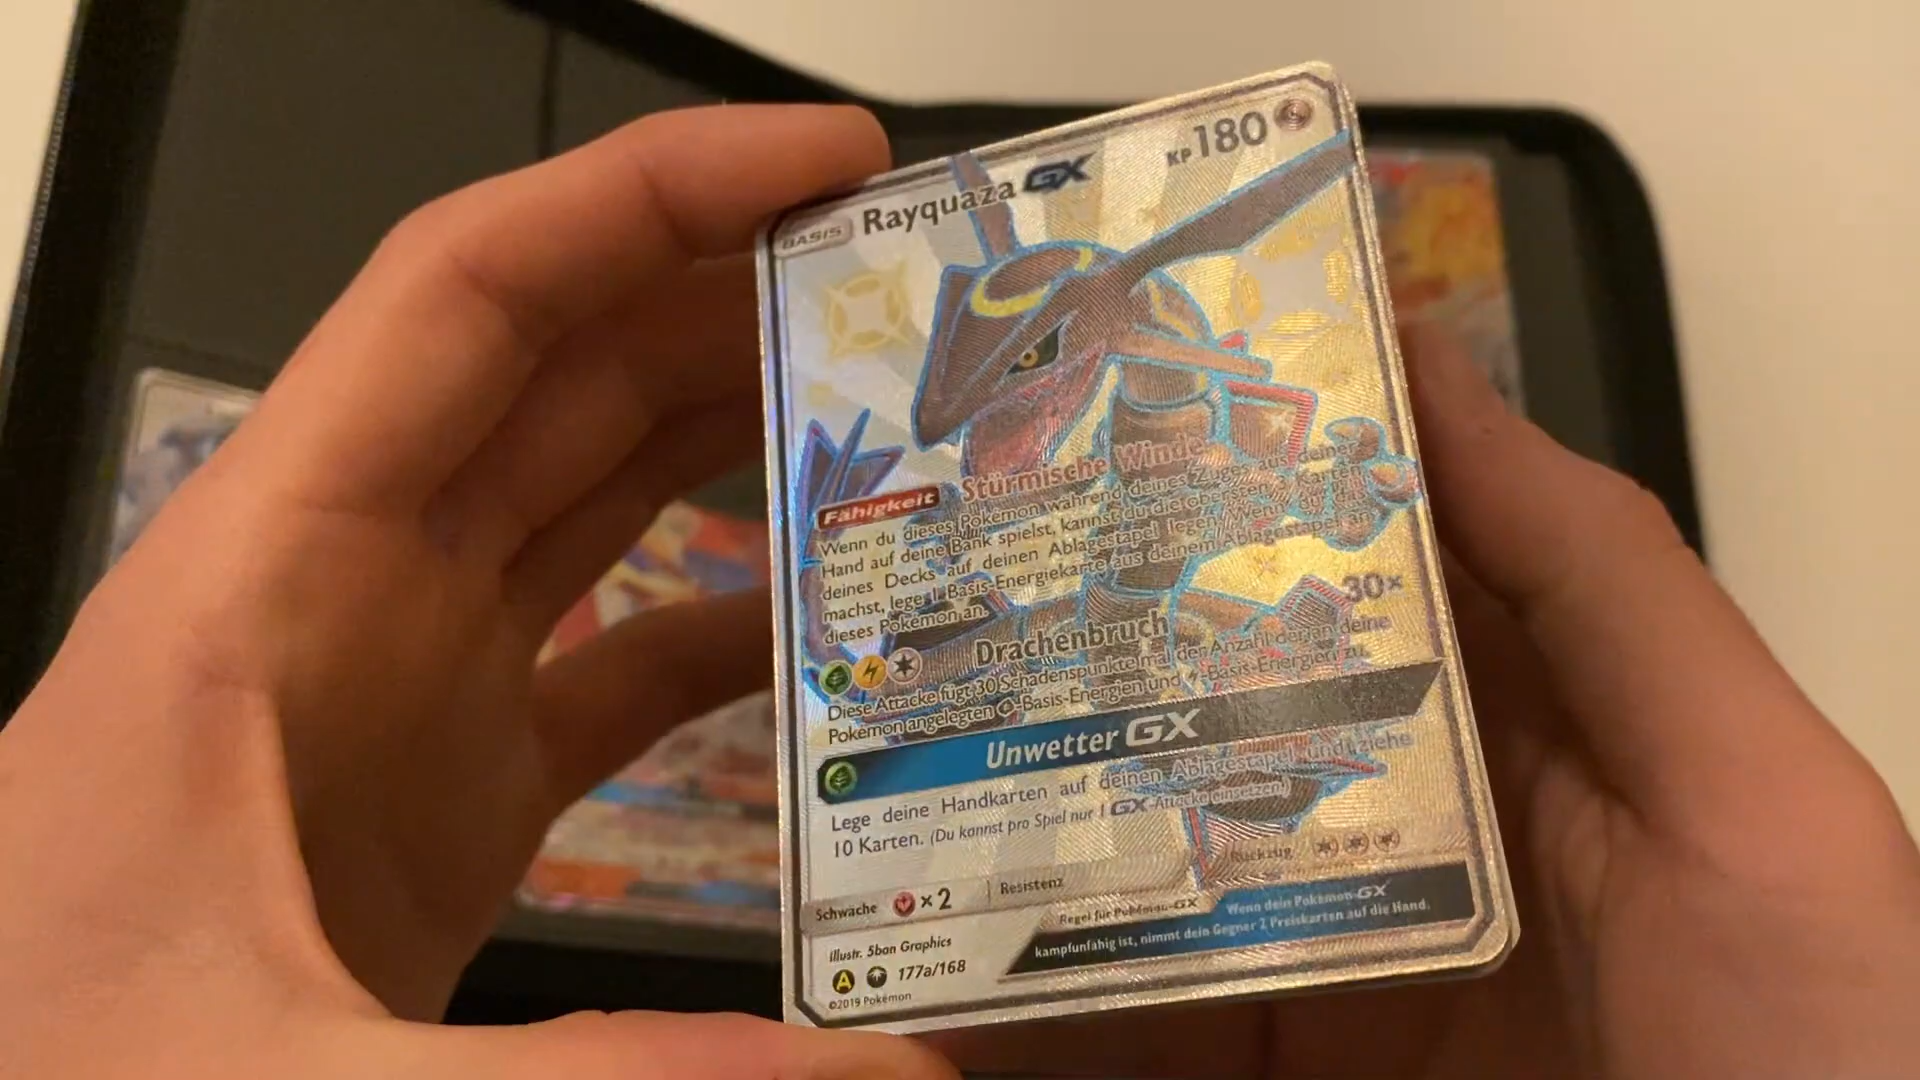 BASIS Rayquaza GX KP 180
Fähigkeit Stürmische Winde
Wenn du dieses Pokémon während deines Zuges aus deiner
Hand auf deine Bank spielst, kannst du die obersten 3 Karten
deines Decks auf deinen Ablagestapel legen. Wenn du das
machst, lege 1 Basis-Energiekarte aus deinem Ablagestapel an
dieses Pokémon an.
Drachenbruch 30×
Diese Attacke fügt 30 Schadenspunkte mal der Anzahl der an deine
Pokémon angelegten -Basis-Energien und -Basis-Energien zu.
Unwetter GX
Lege deine Handkarten auf deinen Ablagestapel und ziehe
10 Karten. (Du kannst pro Spiel nur 1 GX-Attacke einsetzen.)
Schwäche × 2 Resistenz Rückzug
Regel für Pokémon-GX Wenn dein Pokémon-GX
kampfunfähig ist, nimmt dein Gegner 2 Preiskarten auf die Hand.
Illustr. 5ban Graphics
A 177a/168
©2019 Pokémon